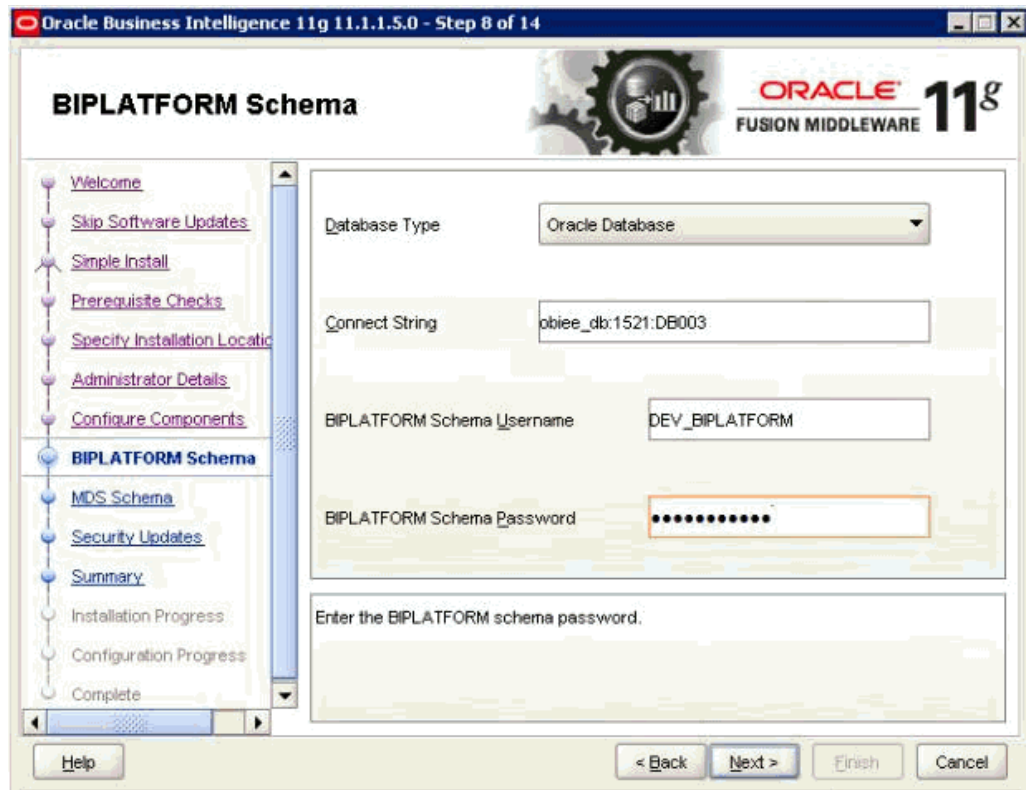 Oracle Business Intelligence 11g 11.1.1.5.0 - Step 8 of 14
BIPLATFORM Schema
ORACLE
FUSION MIDDLEWARE
11g
Welcome
Skip Software Updates
Simple Install
Prerequisite Checks
Specify Installation Locatio
Administrator Details
Configure Components
BIPLATFORM Schema
MDS Schema
Security Updates
Summary
Installation Progress
Configuration Progress
Complete
Database Type
Oracle Database
Connect String
obiee_db:1521:DB003
BIPLATFORM Schema Username
DEV_BIPLATFORM
BIPLATFORM Schema Password
•••••••••••
Enter the BIPLATFORM schema password.
Help
< Back
Next >
Finish
Cancel